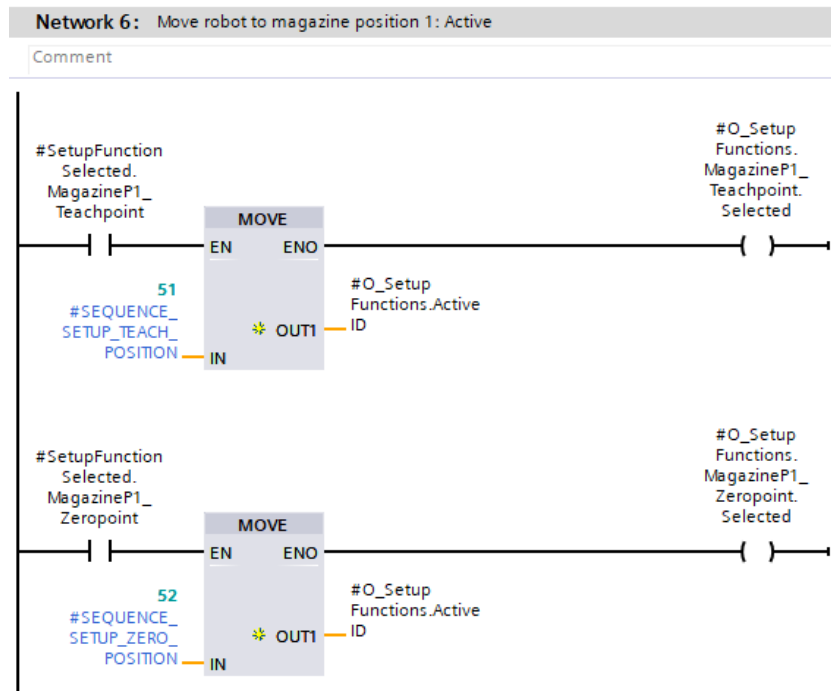 Network 6: Move robot to magazine position 1: Active
Comment
#SetupFunction
Selected.
MagazineP1_
Teachpoint
MOVE
EN ENO
51
#SEQUENCE_
SETUP_TEACH_
POSITION
IN
OUT1
#O_Setup
Functions.Active
ID
#O_Setup
Functions.
MagazineP1_
Teachpoint.
Selected
#SetupFunction
Selected.
MagazineP1_
Zeropoint
MOVE
EN ENO
52
#SEQUENCE_
SETUP_ZERO_
POSITION
IN
OUT1
#O_Setup
Functions.Active
ID
#O_Setup
Functions.
MagazineP1_
Zeropoint.
Selected